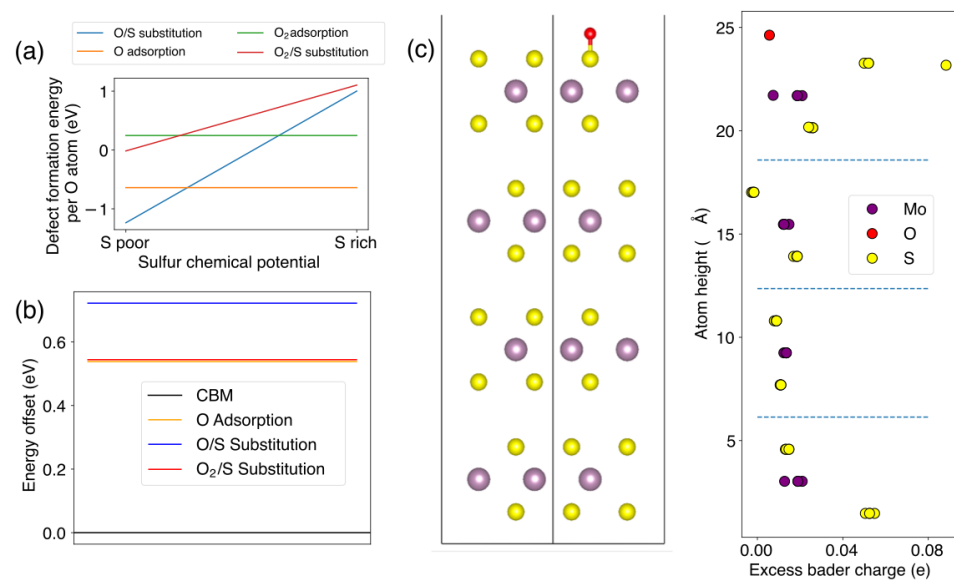 (a)
O/S substitution
O adsorption
O₂ adsorption
O₂/S substitution
Defect formation energy
per O atom (eV)
1
0
−1
S poor
S rich
Sulfur chemical potential
(b)
Energy offset (eV)
0.6
0.4
0.2
0.0
CBM
O Adsorption
O/S Substitution
O₂/S Substitution
(c)
Atom height ( Å)
25
20
15
10
5
Mo
O
S
0.00
0.04
0.08
Excess bader charge (e)